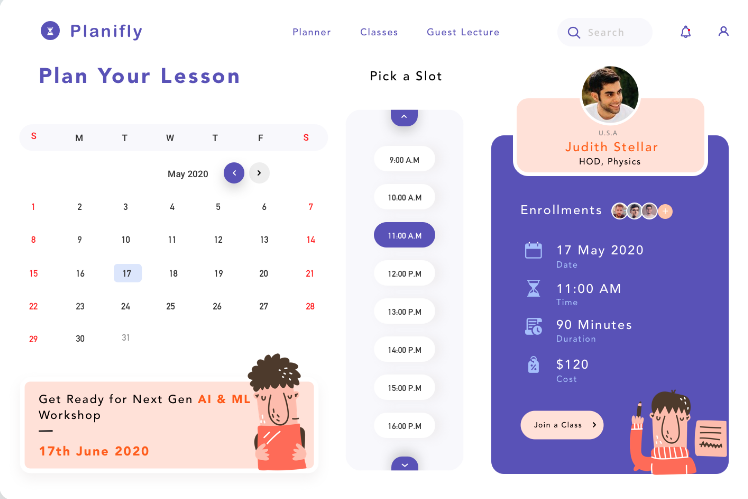 Planifly
Planner Classes Guest Lecture
Search
Plan Your Lesson
S M T W T F S
May 2020
1 2 3 4 5 6 7
8 9 10 11 12 13 14
15 16 17 18 19 20 21
22 23 24 25 26 27 28
29 30 31
Get Ready for Next Gen AI & ML
Workshop
17th June 2020
Pick a Slot
9:00 A.M
10:00 A.M
11:00 A.M
12:00 P.M
13:00 P.M
14:00 P.M
15:00 P.M
16:00 P.M
U.S.A
Judith Stellar
HOD, Physics
Enrollments
+
17 May 2020
Date
11:00 AM
Time
90 Minutes
Duration
$120
Cost
Join a Class